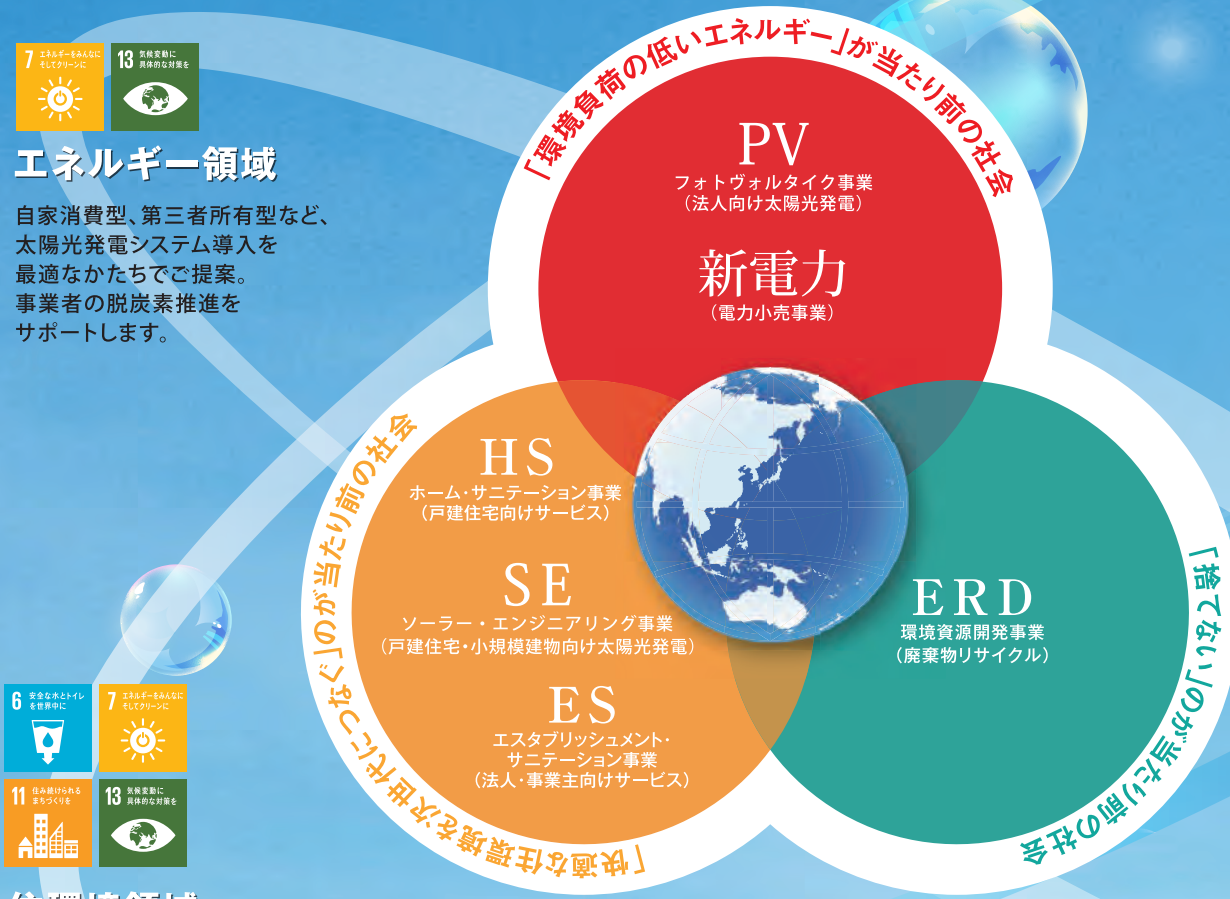 7 エネルギーをみんなに
そしてクリーンに
13 気候変動に
具体的な対策を
エネルギー領域
自家消費型、第三者所有型など、
太陽光発電システム導入を
最適なかたちでご提案。
事業者の脱炭素推進を
サポートします。
「環境負荷の低いエネルギー」が当たり前の社会
PV
フォトヴォルタイク事業
（法人向け太陽光発電）
新電力
（電力小売事業）
「快適な住環境を次世代につなぐ」のが当たり前の社会
HS
ホーム・サニテーション事業
（戸建住宅向けサービス）
SE
ソーラー・エンジニアリング事業
（戸建住宅・小規模建物向け太陽光発電）
ES
エスタブリッシュメント・
サニテーション事業
（法人・事業主向けサービス）
「捨てない」のが当たり前の社会
ERD
環境資源開発事業
（廃棄物リサイクル）
6 安全な水とトイレ
を世界中に
7 エネルギーをみんなに
そしてクリーンに
11 住み続けられる
まちづくりを
13 気候変動に
具体的な対策を
住環境領域